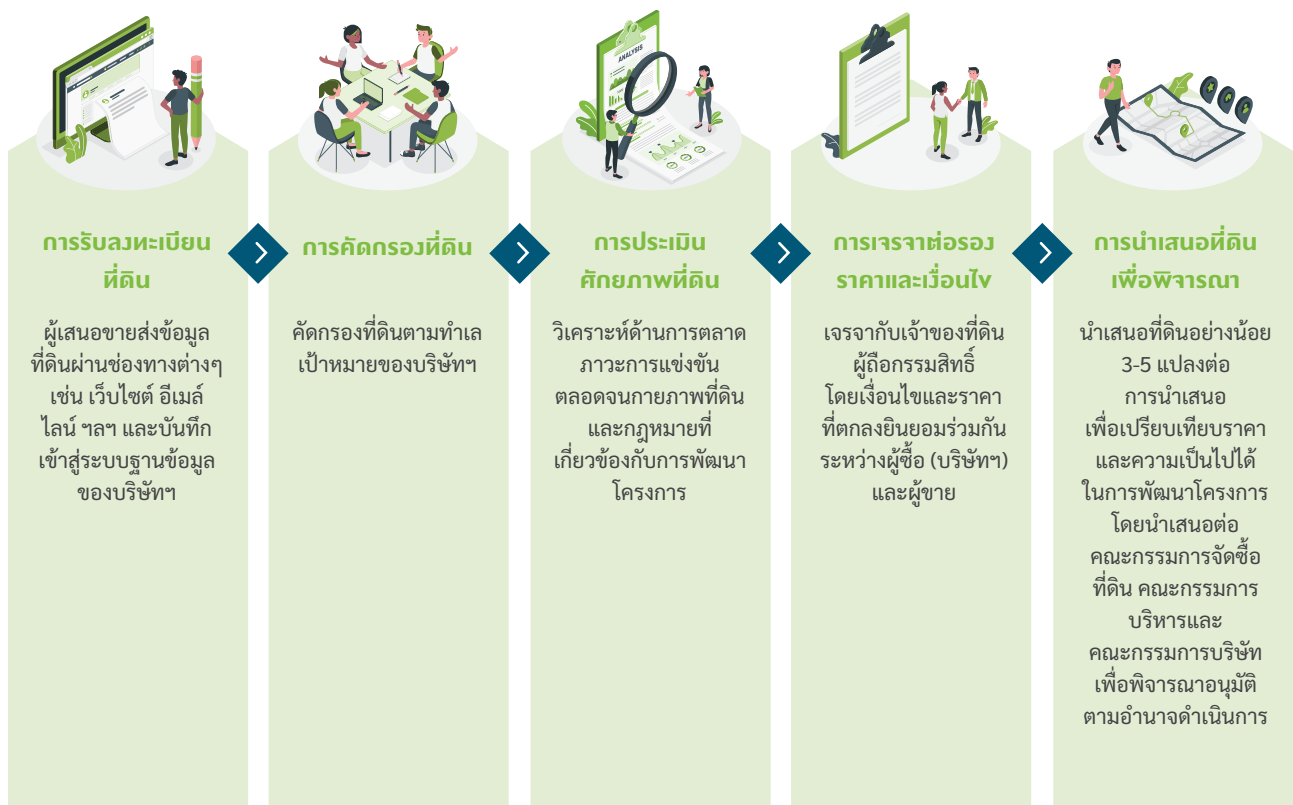 ANALYSIS
การรับลงทะเบียน
ที่ดิน
ผู้เสนอขายส่งข้อมูล
ที่ดินผ่านช่องทางต่างๆ
เช่น เว็บไซต์ อีเมล์
ไลน์ ฯลฯ และบันทึก
เข้าสู่ระบบฐานข้อมูล
ของบริษัทฯ
การคัดกรองที่ดิน
คัดกรองที่ดินตามทำเล
เป้าหมายของบริษัทฯ
การประเมิน
ศักยภาพที่ดิน
วิเคราะห์ด้านการตลาด
ภาวะการแข่งขัน
ตลอดจนกายภาพที่ดิน
และกฎหมายที่
เกี่ยวข้องกับการพัฒนา
โครงการ
การเจรจาต่อรอง
ราคาและเงื่อนไข
เจรจากับเจ้าของที่ดิน
ผู้ถือกรรมสิทธิ์
โดยเงื่อนไขและราคา
ที่ตกลงยินยอมร่วมกัน
ระหว่างผู้ซื้อ (บริษัทฯ)
และผู้ขาย
การนำเสนอที่ดิน
เพื่อพิจารณา
นำเสนอที่ดินอย่างน้อย
3-5 แปลงต่อ
การนำเสนอ
เพื่อเปรียบเทียบราคา
และความเป็นไปได้
ในการพัฒนาโครงการ
โดยนำเสนอต่อ
คณะกรรมการจัดซื้อ
ที่ดิน คณะกรรมการ
บริหารและ
คณะกรรมการบริษัท
เพื่อพิจารณาอนุมัติ
ตามอำนาจดำเนินการ